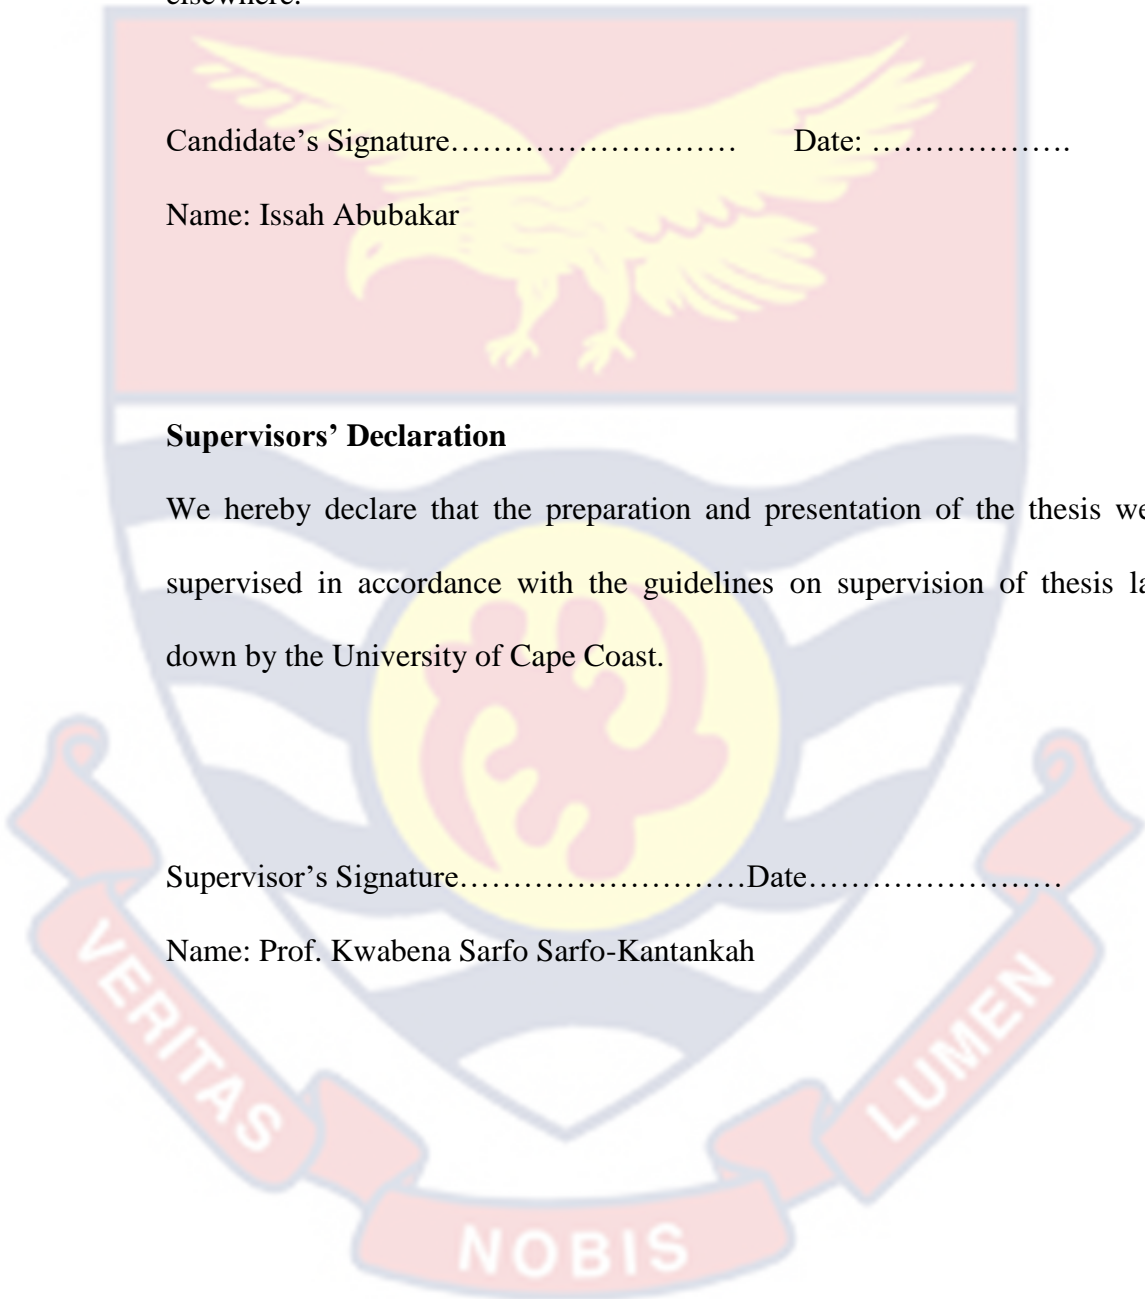 elsewhere.
Candidate’s Signature……………………… Date: ……………….
Name: Issah Abubakar
Supervisors’ Declaration
We hereby declare that the preparation and presentation of the thesis we
supervised in accordance with the guidelines on supervision of thesis la
down by the University of Cape Coast.
Supervisor’s Signature………………………Date……………………
Name: Prof. Kwabena Sarfo Sarfo-Kantankah
VERITAS
NOBIS
LUMEN